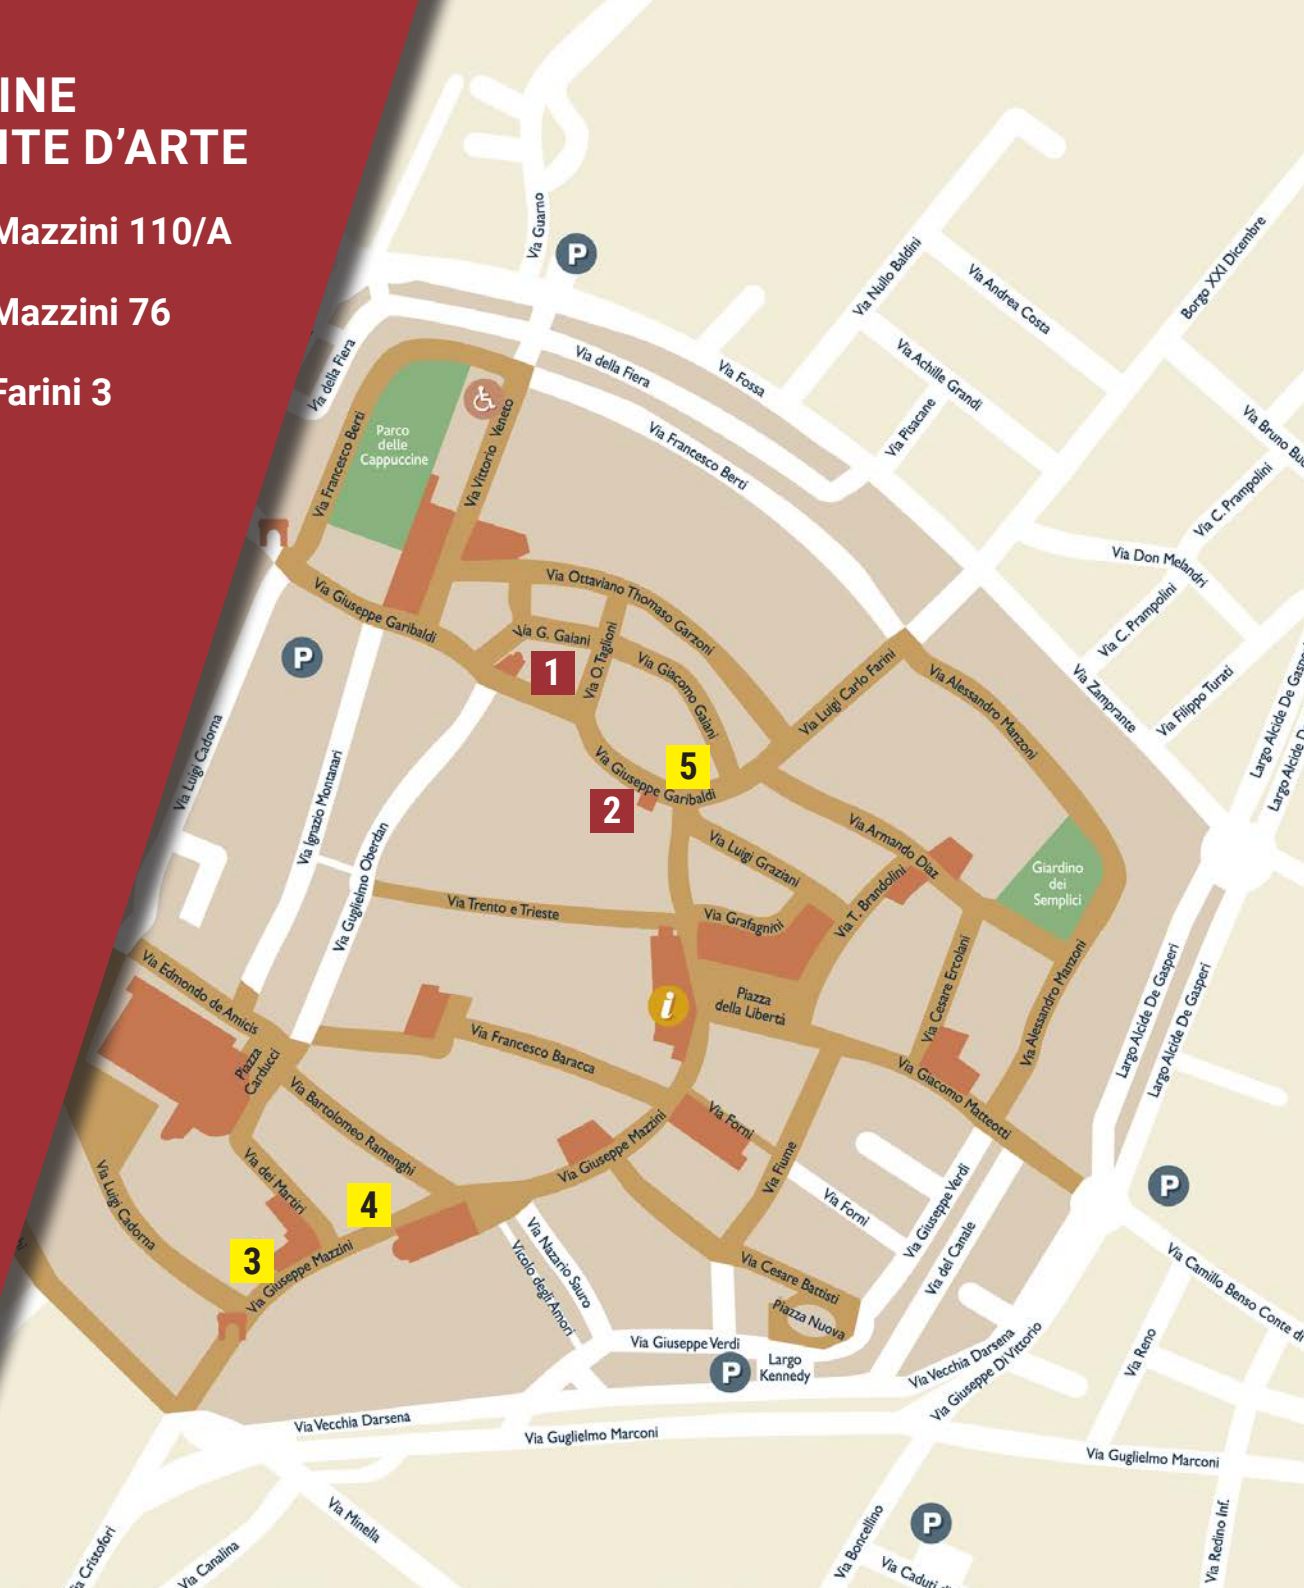 INE
ITE D'ARTE
Mazzini 110/A
Mazzini 76
Farini 3
Via Guarno
P
Via Nullo Baldini
Via Andrea Costa
Borgo XXI Dicembre
Via della Fiera
Via della Fiera
Via Fossa
Via Achille Grandi
Via Pisacane
Via Bruno Bu
Via Francesco Berti
Parco
delle
Cappuccine
Via Vittorio Veneto
Via Francesco Berti
Via C. Prampolini
Via Don Melandri
Via Giuseppe Garibaldi
Via Ottaviano Thomaso Garzoni
Via C. Prampolini
P
Via G. Gaiani
Via O. Taglioni
1
Via Giacomo Gaiani
Via Luigi Carlo Farini
Via Alessandro Manzoni
Via Zamprante
Via Filippo Turati
Largo Alcide De Gaspe
Largo Alcide D
Via Luigi Cadorna
Via Ignazio Montanari
Via Giuseppe Garibaldi
5
2
Via Guglielmo Oberdan
Via Luigi Graziani
Via Armando Diaz
Via T. Brandolini
Giardino
dei
Semplici
Via Trento e Trieste
Via Grafagnini
Via Cesare Ercolani
Via Alessandro Manzoni
Largo Alcide De Gasperi
Largo Alcide De Gasperi
Via Edmondo de Amicis
i
Piazza
della Libertà
Piazza
Carducci
Via Francesco Baracca
Via Giacomo Matteotti
Via Bartolomeo Ramenghi
Via Forni
Via Giuseppe Mazzini
Via Fiume
Via dei Martiri
Via Luigi Cadorna
4
3
Via Giuseppe Mazzini
Via Forni
Via Giuseppe Verdi
Via del Canale
P
Via Nazario Sauro
Vicolo degli Amori
Via Cesare Battisti
Piazza Nuova
Via Camillo Benso Conte di
Via Giuseppe Verdi
P
Largo
Kennedy
Via Vecchia Darsena
Via Giuseppe Di Vittorio
Via Reno
Via Vecchia Darsena
Via Guglielmo Marconi
Via Guglielmo Marconi
Via Minella
P
Via Boncellino
Via Redino Inf.
ia Cristofori
Via Canalina
Via Caduti d